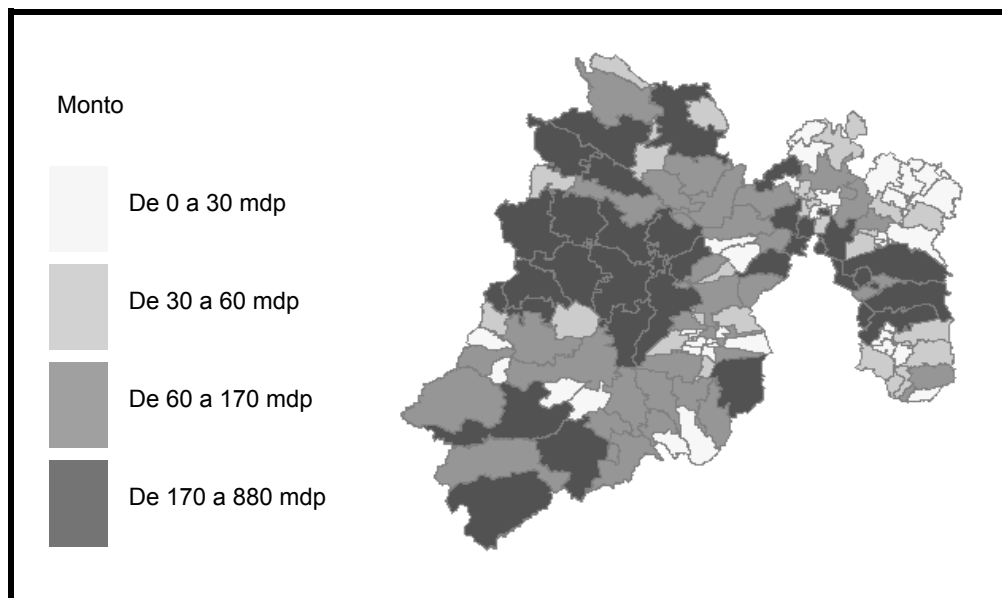 Monto
De 0 a 30 mdp
De 30 a 60 mdp
De 60 a 170 mdp
De 170 a 880 mdp